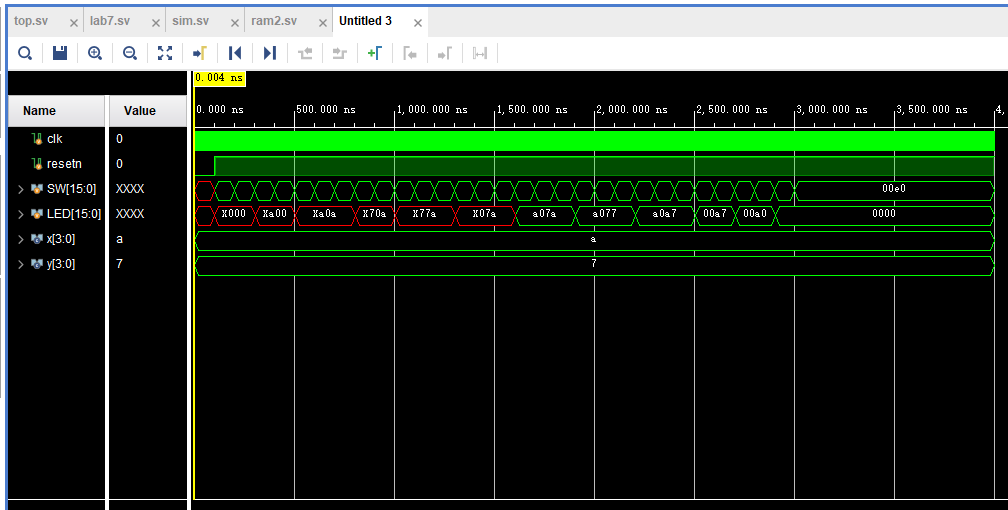 top.sv × lab7.sv × sim.sv × ram2.sv × Untitled 3 ×
0.004 ns
Name Value
0.000 ns 500.000 ns 1,000.000 ns 1,500.000 ns 2,000.000 ns 2,500.000 ns 3,000.000 ns 3,500.000 ns 4,
clk 0
resetn 0
SW[15:0] XXXX 00e0
LED[15:0] XXXX X000 Xa00 Xa0a X70a X77a X07a a07a a077 a0a7 00a7 00a0 0000
x[3:0] a a
y[3:0] 7 7